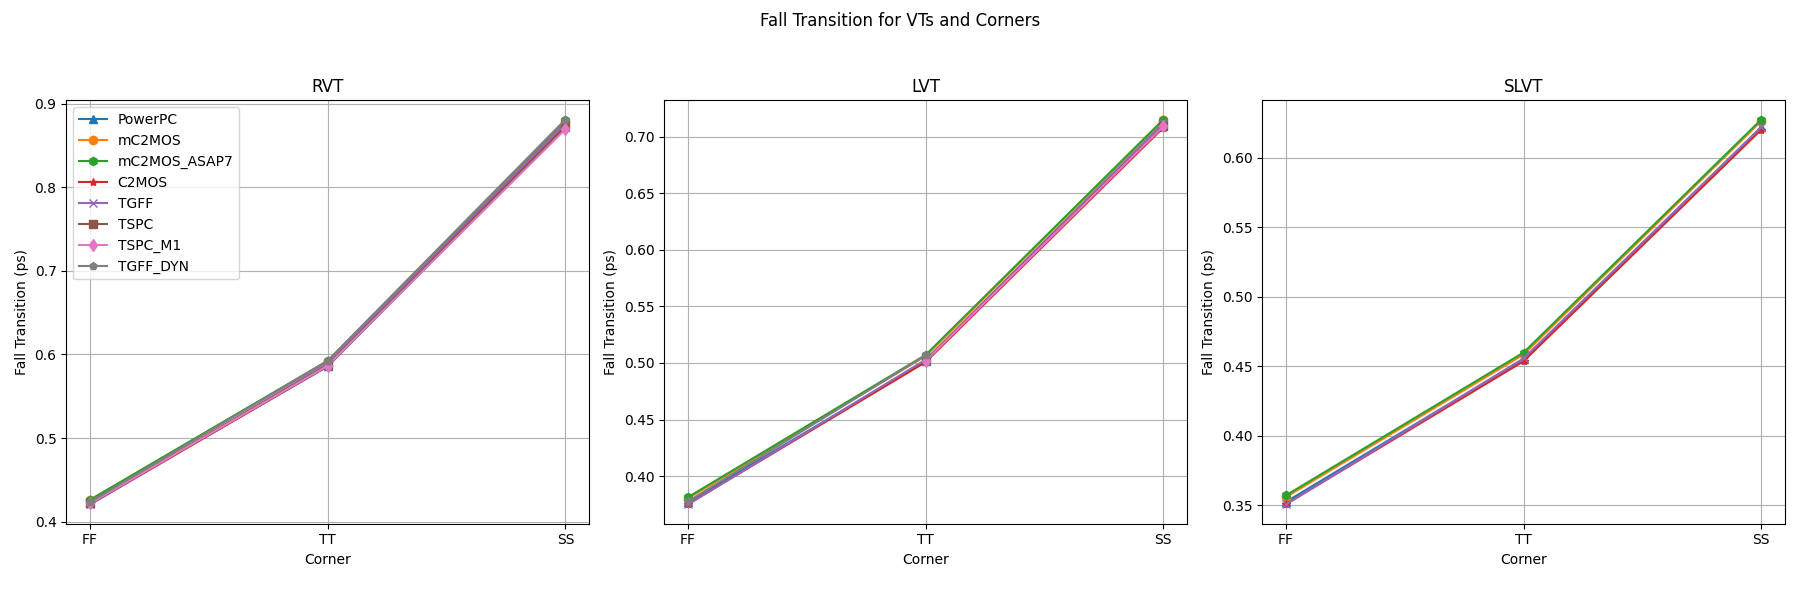 Fall Transition for VTs and Corners
RVT
Fall Transition (ps)
0.9
0.8
0.7
0.6
0.5
0.4
PowerPC
mC2MOS
mC2MOS_ASAP7
C2MOS
TGFF
TSPC
TSPC_M1
TGFF_DYN
FF
TT
SS
Corner
LVT
Fall Transition (ps)
0.70
0.65
0.60
0.55
0.50
0.45
0.40
FF
TT
SS
Corner
SLVT
Fall Transition (ps)
0.60
0.55
0.50
0.45
0.40
0.35
FF
TT
SS
Corner